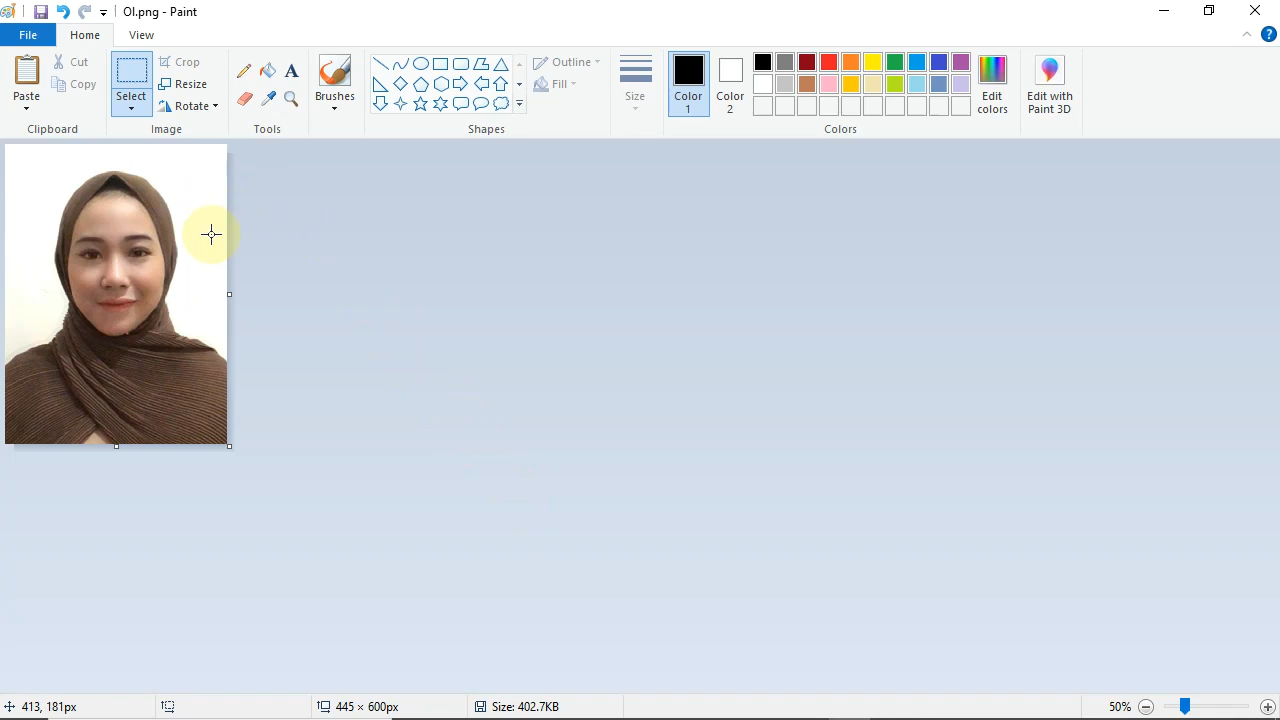 OI.png - Paint
File
Home
View
Paste
Cut
Copy
Clipboard
Select
Crop
Resize
Rotate
Image
A
Tools
Brushes
Shapes
Outline
Fill
Size
Color
1
Color
2
Edit
colors
Colors
Edit with
Paint 3D
?
413, 181px
445 × 600px
Size: 402.7KB
50%